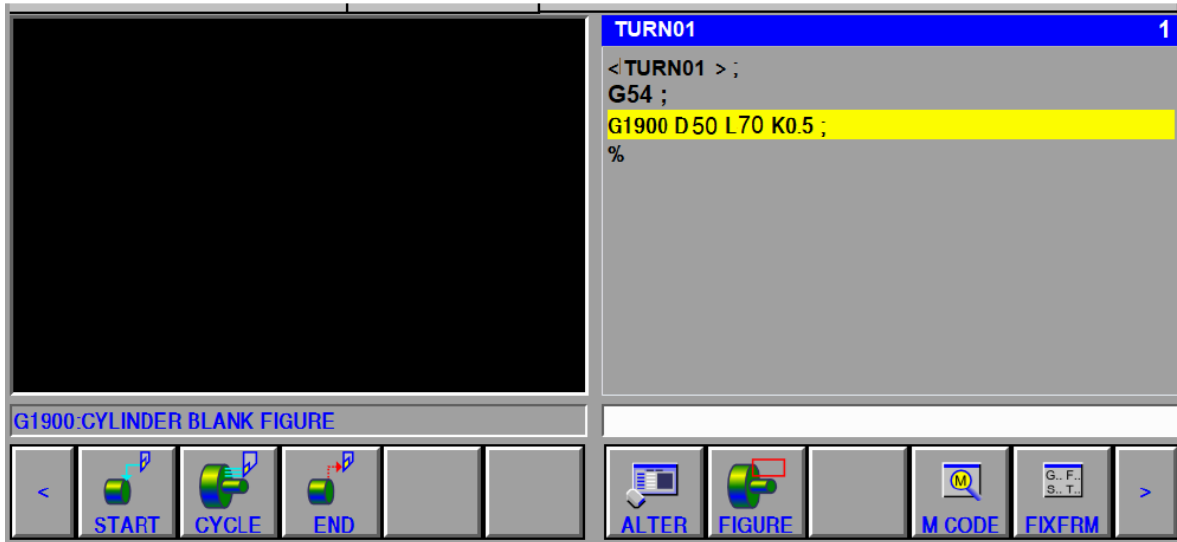 TURN01 1
< TURN01 > ;
G54 ;
G1900 D50 L70 K0.5 ;
%
G1900:CYLINDER BLANK FIGURE
< START CYCLE END ALTER FIGURE M CODE FIXFRM >
M
G.. F..
S.. T..